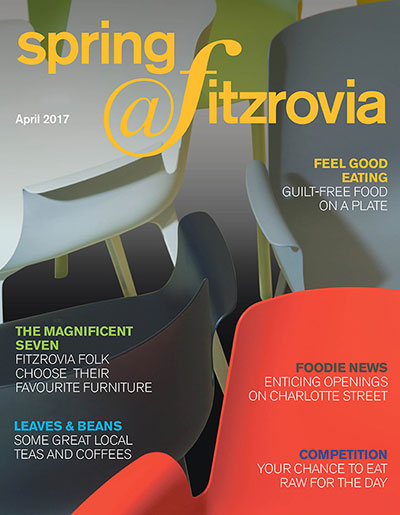 spring
@fitzrovia
April 2017
FEEL GOOD
EATING
GUILT-FREE FOOD
ON A PLATE
THE MAGNIFICENT
SEVEN
FITZROVIA FOLK
CHOOSE THEIR
FAVOURITE FURNITURE
LEAVES & BEANS
SOME GREAT LOCAL
TEAS AND COFFEES
FOODIE NEWS
ENTICING OPENINGS
ON CHARLOTTE STREET
COMPETITION
YOUR CHANCE TO EAT
RAW FOR THE DAY